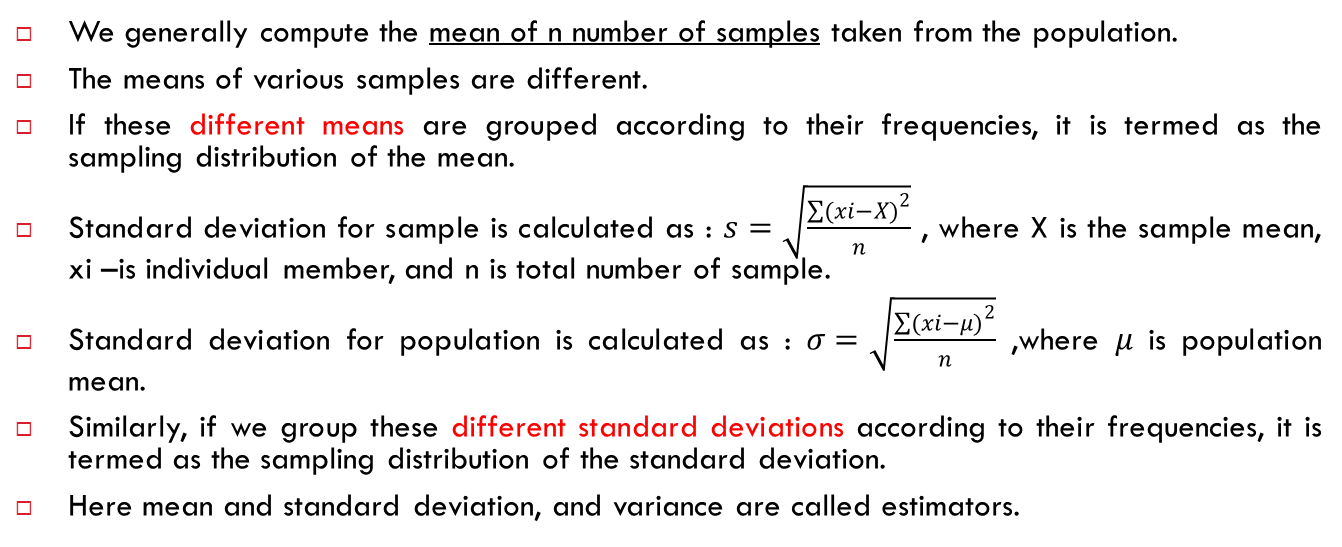 □ We generally compute the mean of n number of samples taken from the population.
□ The means of various samples are different.
□ If these different means are grouped according to their frequencies, it is termed as the
sampling distribution of the mean.
□ Standard deviation for sample is calculated as : s = √(Σ(xi−X)²/n) , where X is the sample mean,
xi –is individual member, and n is total number of sample.
□ Standard deviation for population is calculated as : σ = √(Σ(xi−μ)²/n) ,where μ is population
mean.
□ Similarly, if we group these different standard deviations according to their frequencies, it is
termed as the sampling distribution of the standard deviation.
□ Here mean and standard deviation, and variance are called estimators.